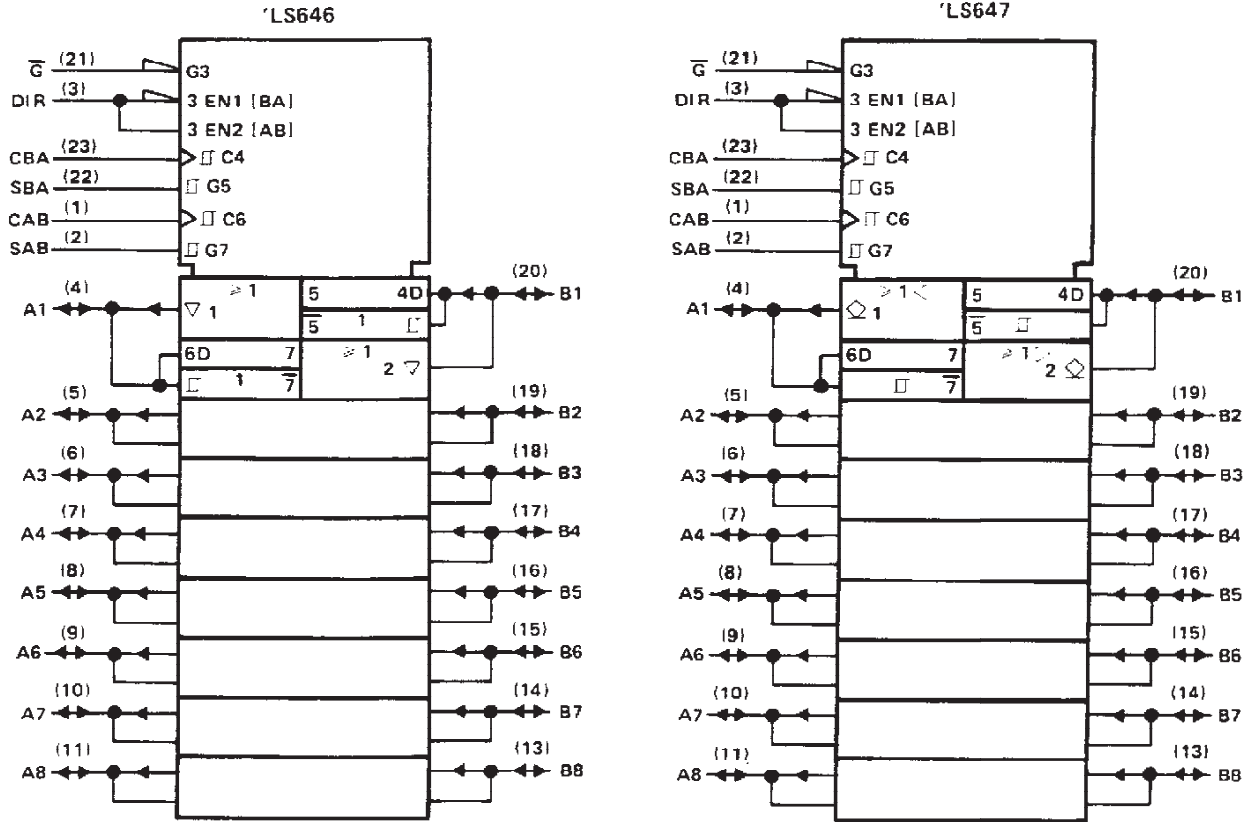 'LS646
G̅ (21) G3
DIR (3) 3 EN1 [BA]
3 EN2 [AB]
CBA (23) C4
SBA (22) G5
CAB (1) C6
SAB (2) G7
A1 (4) ▽ 1 ≥ 1 5 4D (20) B1
5̅ 1
6D 7 ≥ 1 2 ▽
1 7̅
A2 (5) (19) B2
A3 (6) (18) B3
A4 (7) (17) B4
A5 (8) (16) B5
A6 (9) (15) B6
A7 (10) (14) B7
A8 (11) (13) B8
'LS647
G̅ (21) G3
DIR (3) 3 EN1 [BA]
3 EN2 [AB]
CBA (23) C4
SBA (22) G5
CAB (1) C6
SAB (2) G7
A1 (4) 1 ≥ 1 5 4D (20) B1
5̅
6D 7 ≥ 1 2
7̅
A2 (5) (19) B2
A3 (6) (18) B3
A4 (7) (17) B4
A5 (8) (16) B5
A6 (9) (15) B6
A7 (10) (14) B7
A8 (11) (13) B8